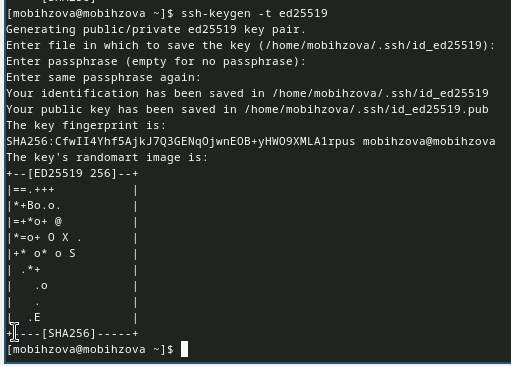 [mobihzova@mobihzova ~]$ ssh-keygen -t ed25519
Generating public/private ed25519 key pair.
Enter file in which to save the key (/home/mobihzova/.ssh/id_ed25519):
Enter passphrase (empty for no passphrase):
Enter same passphrase again:
Your identification has been saved in /home/mobihzova/.ssh/id_ed25519
Your public key has been saved in /home/mobihzova/.ssh/id_ed25519.pub
The key fingerprint is:
SHA256:CfwII4Yhf5AjkJ7Q3GENqOjwnEOB+yHWO9XMLA1rpus mobihzova@mobihzova
The key's randomart image is:
+--[ED25519 256]--+
|==.+++           |
|*+Bo.o.          |
|=+*o+ @          |
|*=o+ O X .       |
|+* o* o S        |
| .*+             |
|   .o            |
|   .             |
|  .E             |
+----[SHA256]-----+
[mobihzova@mobihzova ~]$